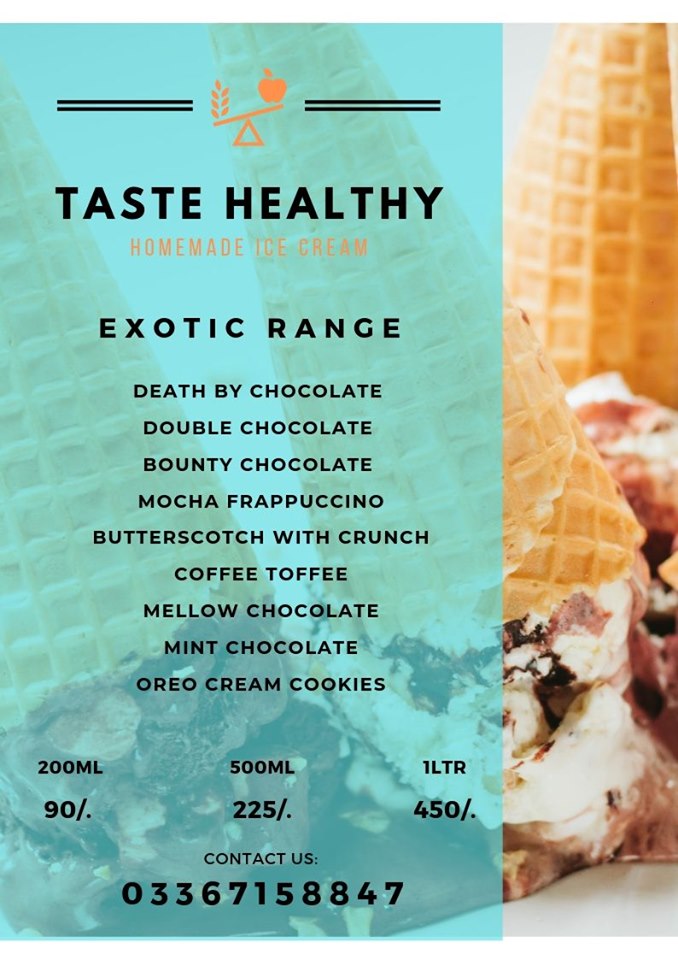 TASTE HEALTHY
HOMEMADE ICE CREAM
EXOTIC RANGE
DEATH BY CHOCOLATE
DOUBLE CHOCOLATE
BOUNTY CHOCOLATE
MOCHA FRAPPUCCINO
BUTTERSCOTCH WITH CRUNCH
COFFEE TOFFEE
MELLOW CHOCOLATE
MINT CHOCOLATE
OREO CREAM COOKIES
200ML 500ML 1LTR
90/. 225/. 450/.
CONTACT US:
03367158847